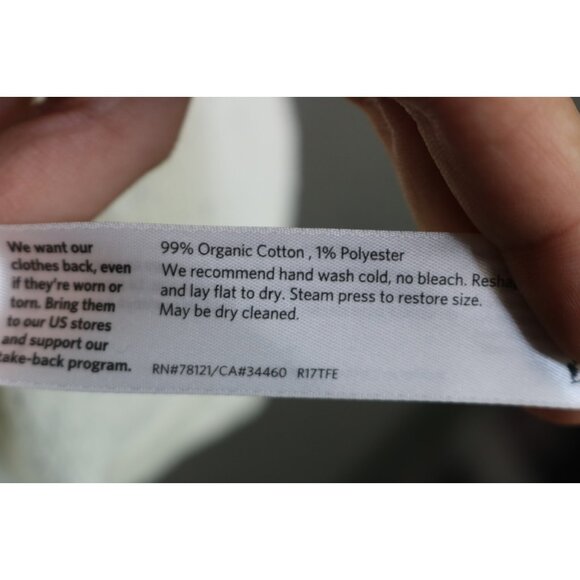 We want our
clothes back, even
if they're worn or
torn. Bring them
to our US stores
and support our
take-back program.
99% Organic Cotton , 1% Polyester
We recommend hand wash cold, no bleach.
and lay flat to dry. Steam press to restore size.
May be dry cleaned.
RN#78121/CA#34460 R17TFE